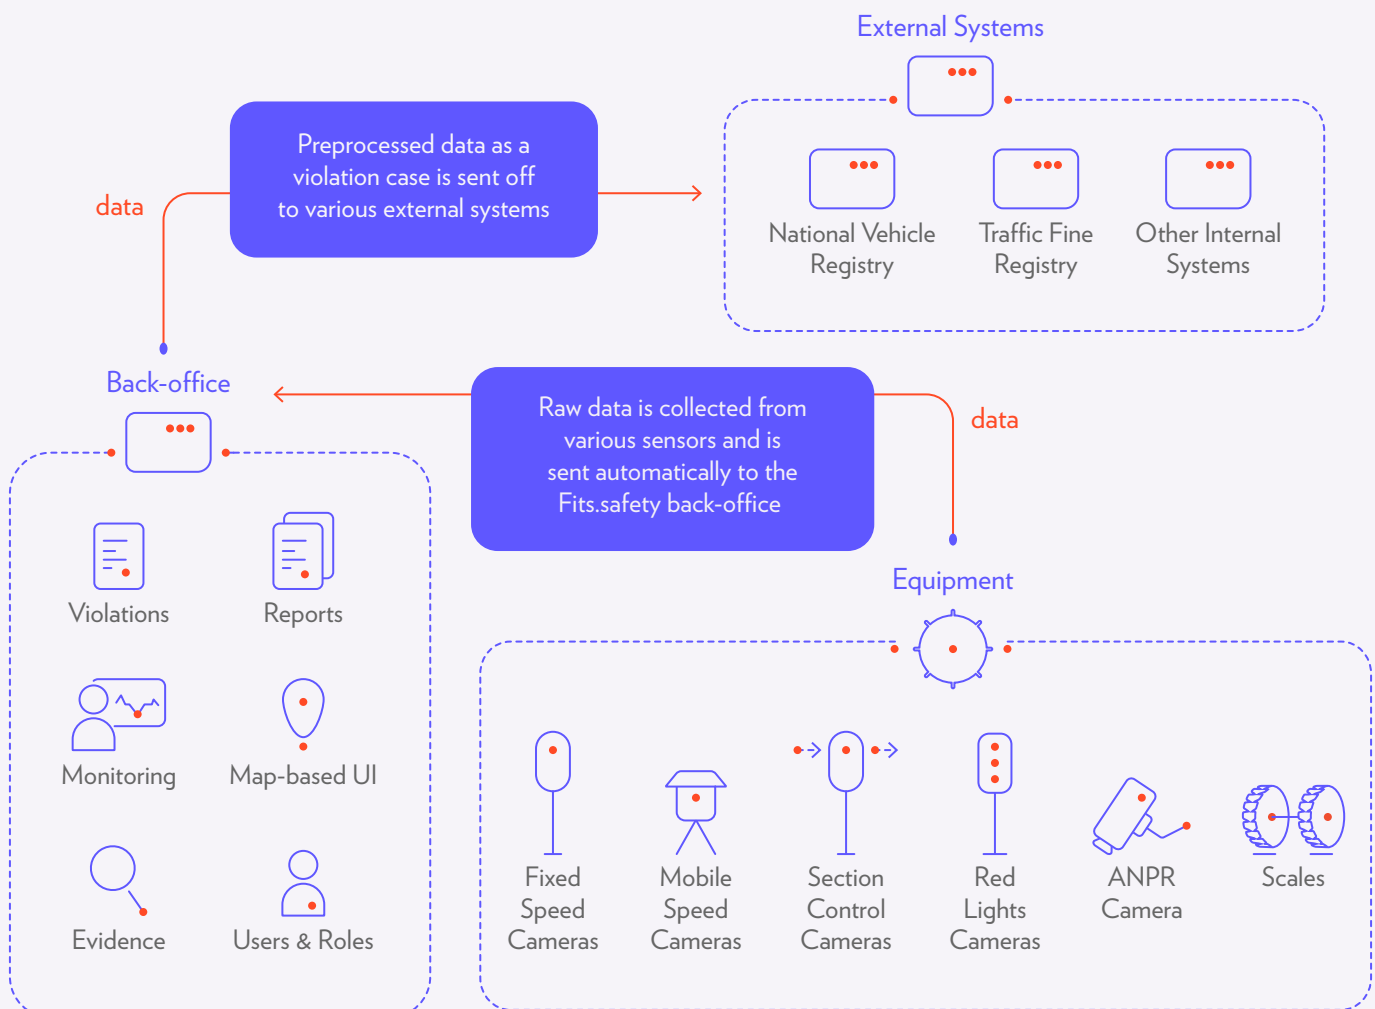 External Systems
Preprocessed data as a
violation case is sent off
to various external systems
data
National Vehicle
Registry
Traffic Fine
Registry
Other Internal
Systems
Back-office
Raw data is collected from
various sensors and is
sent automatically to the
Fits.safety back-office
data
Violations
Reports
Monitoring
Map-based UI
Evidence
Users & Roles
Equipment
Fixed
Speed
Cameras
Mobile
Speed
Cameras
Section
Control
Cameras
Red
Lights
Cameras
ANPR
Camera
Scales